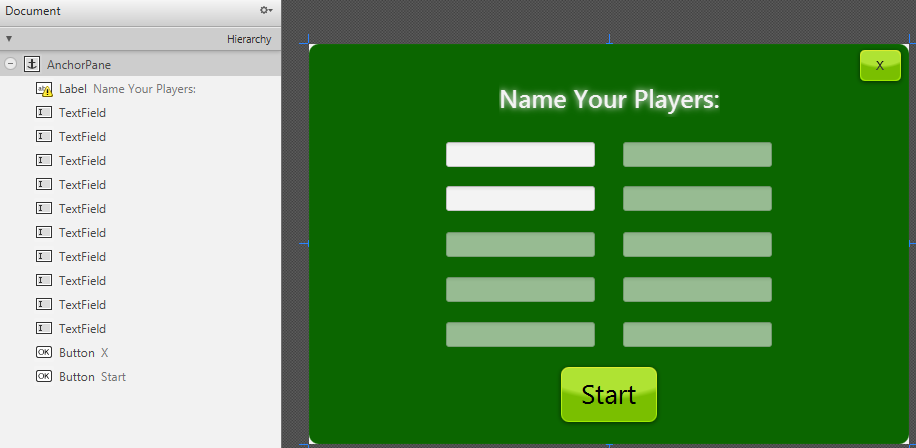 Document
Hierarchy
AnchorPane
Label Name Your Players:
TextField
TextField
TextField
TextField
TextField
TextField
TextField
TextField
TextField
TextField
OK Button X
OK Button Start
X
Name Your Players:
Start